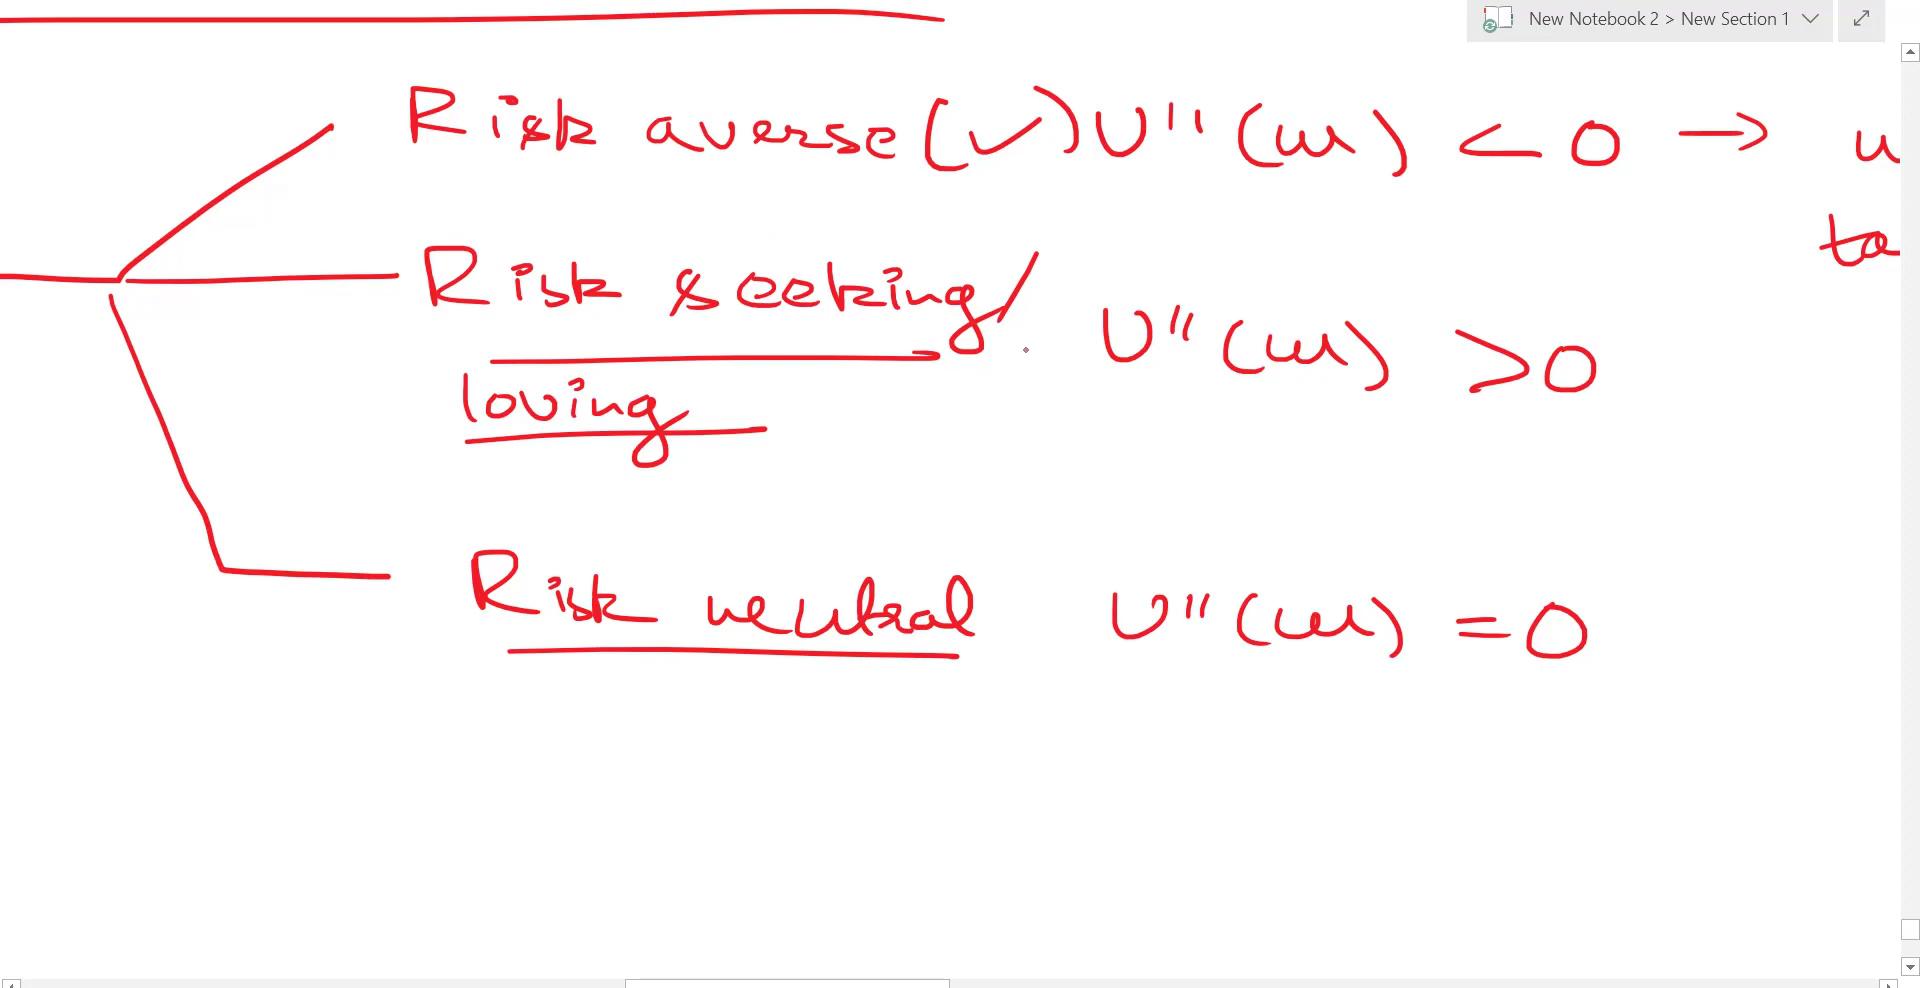 New Notebook 2 > New Section 1
Risk averse (✓) U''(w) < 0 →
Risk seeking/ U''(w) > 0
loving
Risk neutral U''(w) = 0